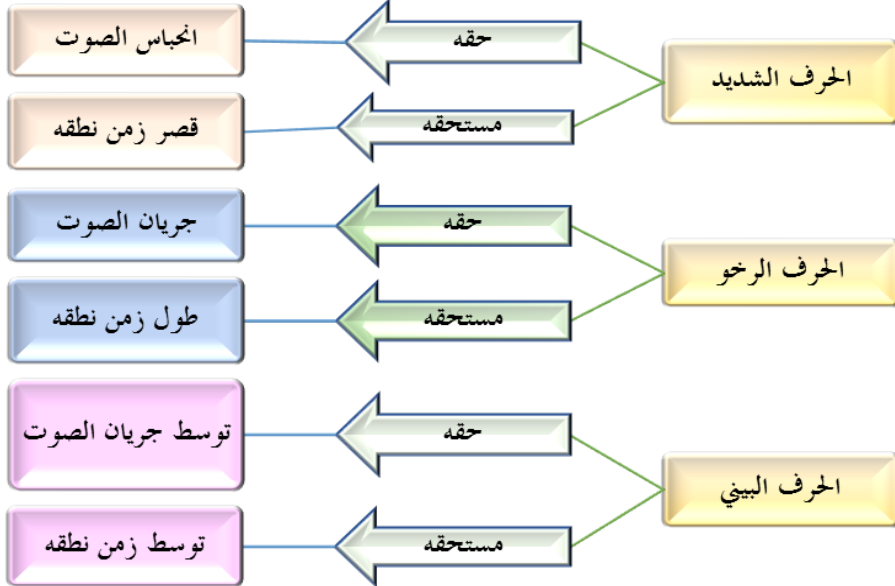 الحرف الشديد
حقه
انحباس الصوت
مستحقه
قصر زمن نطقه
الحرف الرخو
حقه
جريان الصوت
مستحقه
طول زمن نطقه
الحرف البيني
حقه
توسط جريان الصوت
مستحقه
توسط زمن نطقه